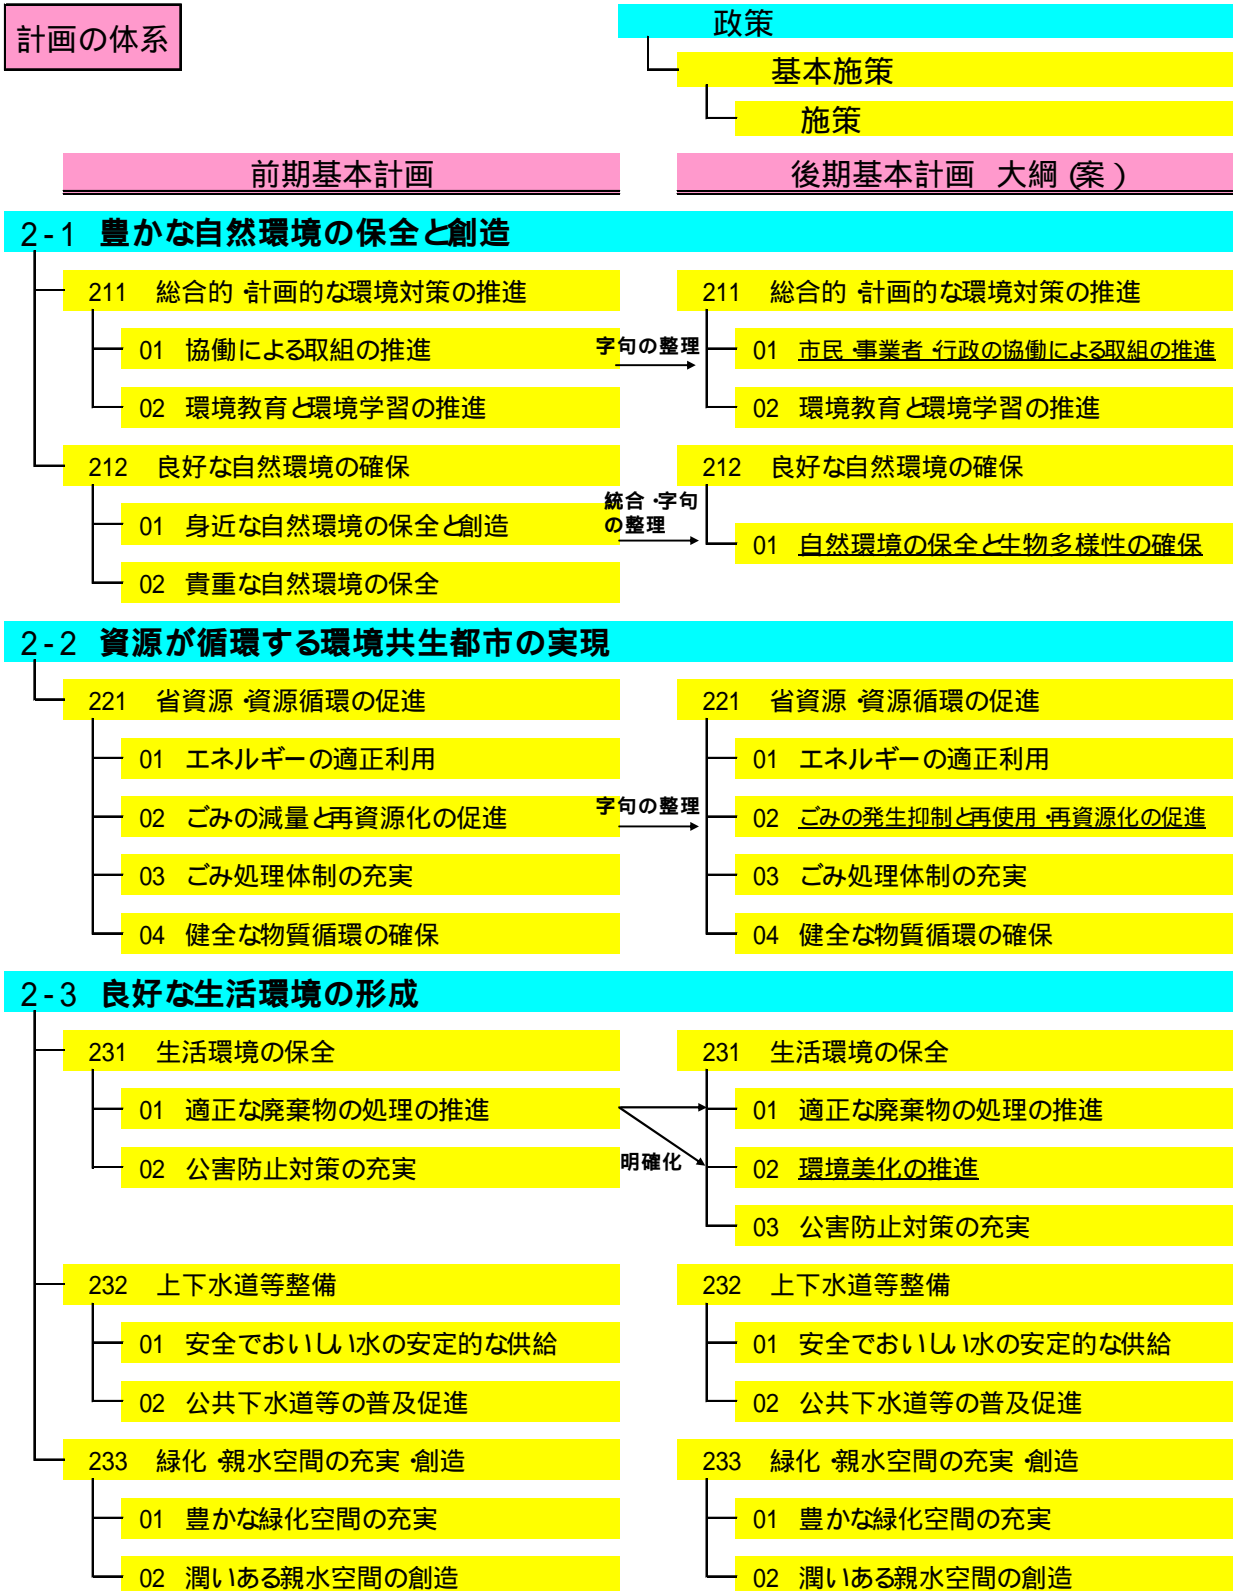 計画の体系
政策
基本施策
施策
前期基本計画
後期基本計画 大綱(案)
2-1 豊かな自然環境の保全と創造
211 総合的・計画的な環境対策の推進
211 総合的・計画的な環境対策の推進
01 協働による取組の推進
字句の整理
01 市民・事業者・行政の協働による取組の推進
02 環境教育と環境学習の推進
02 環境教育と環境学習の推進
212 良好な自然環境の確保
212 良好な自然環境の確保
統合・字句
の整理
01 身近な自然環境の保全と創造
01 自然環境の保全と生物多様性の確保
02 貴重な自然環境の保全
2-2 資源が循環する環境共生都市の実現
221 省資源・資源循環の促進
221 省資源・資源循環の促進
01 エネルギーの適正利用
01 エネルギーの適正利用
02 ごみの減量と再資源化の促進
字句の整理
02 ごみの発生抑制と再使用・再資源化の促進
03 ごみ処理体制の充実
03 ごみ処理体制の充実
04 健全な物質循環の確保
04 健全な物質循環の確保
2-3 良好な生活環境の形成
231 生活環境の保全
231 生活環境の保全
01 適正な廃棄物の処理の推進
01 適正な廃棄物の処理の推進
02 公害防止対策の充実
明確化
02 環境美化の推進
03 公害防止対策の充実
232 上下水道等整備
232 上下水道等整備
01 安全でおいしい水の安定的な供給
01 安全でおいしい水の安定的な供給
02 公共下水道等の普及促進
02 公共下水道等の普及促進
233 緑化・親水空間の充実・創造
233 緑化・親水空間の充実・創造
01 豊かな緑化空間の充実
01 豊かな緑化空間の充実
02 潤いある親水空間の創造
02 潤いある親水空間の創造